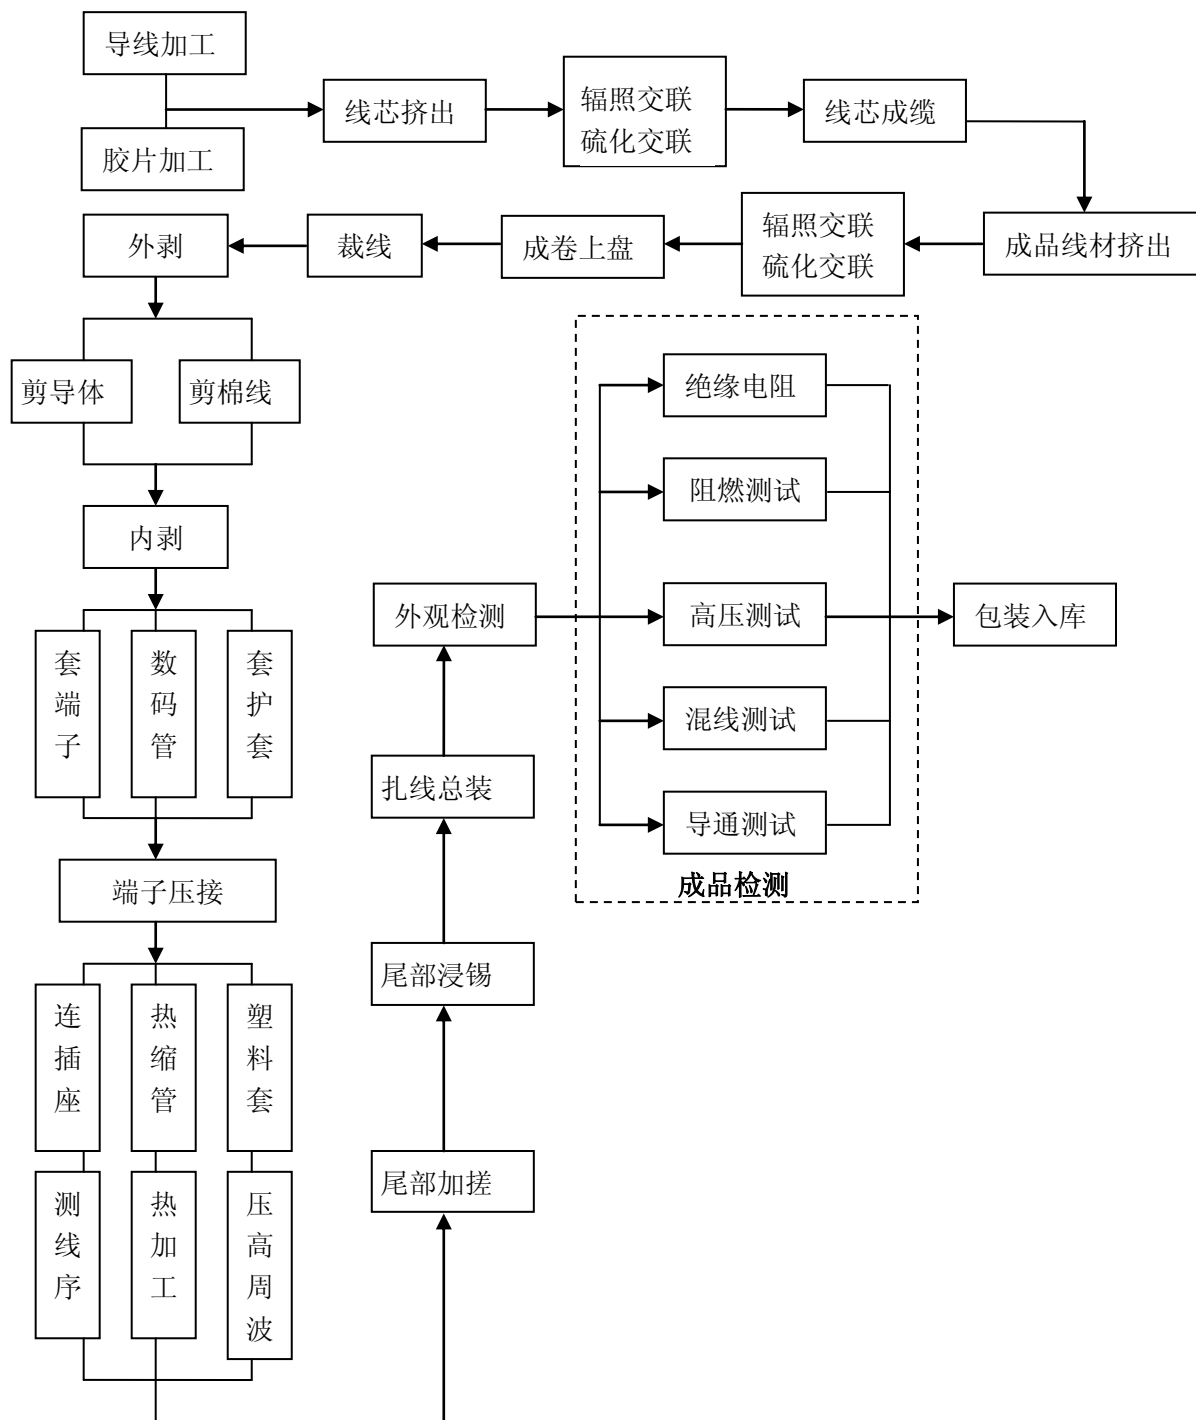 导线加工
胶片加工
线芯挤出
辐照交联
硫化交联
线芯成缆
成品线材挤出
辐照交联
硫化交联
成卷上盘
裁线
外剥
剪导体
剪棉线
内剥
套端子
数码管
套护套
端子压接
连插座
热缩管
塑料套
测线序
热加工
压高周波
尾部加搓
尾部浸锡
扎线总装
外观检测
绝缘电阻
阻燃测试
高压测试
混线测试
导通测试
成品检测
包装入库